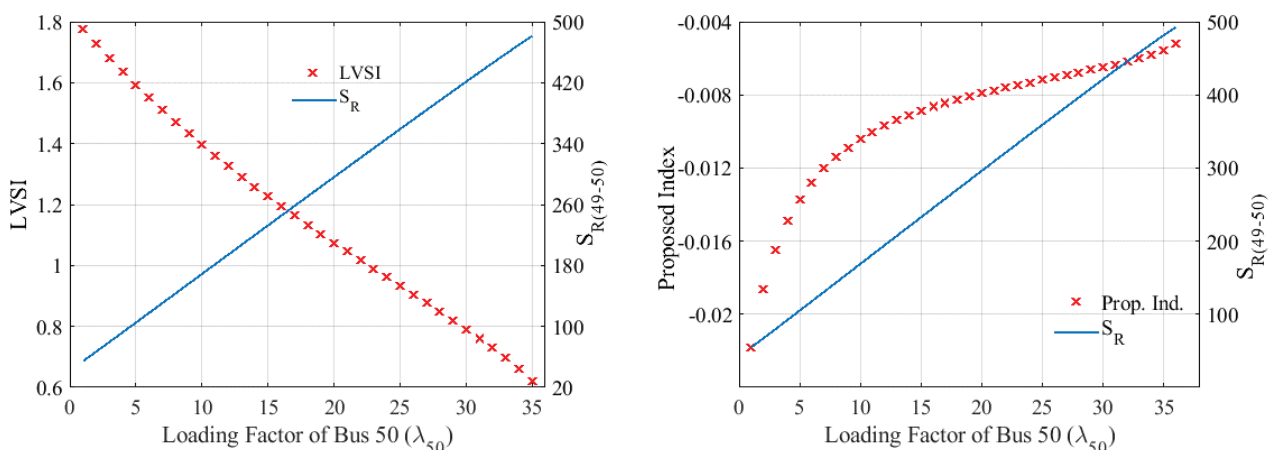 1.8
1.6
1.4
1.2
1
0.8
0.6
LVSI
LVSI
S_R
500
420
340
260
180
100
20
S_R(49-50)
0 5 10 15 20 25 30 35
Loading Factor of Bus 50 (λ_50)
-0.004
-0.008
-0.012
-0.016
-0.02
Proposed Index
Prop. Ind.
S_R
500
400
300
200
100
S_R(49-50)
0 5 10 15 20 25 30 35
Loading Factor of Bus 50 (λ_50)